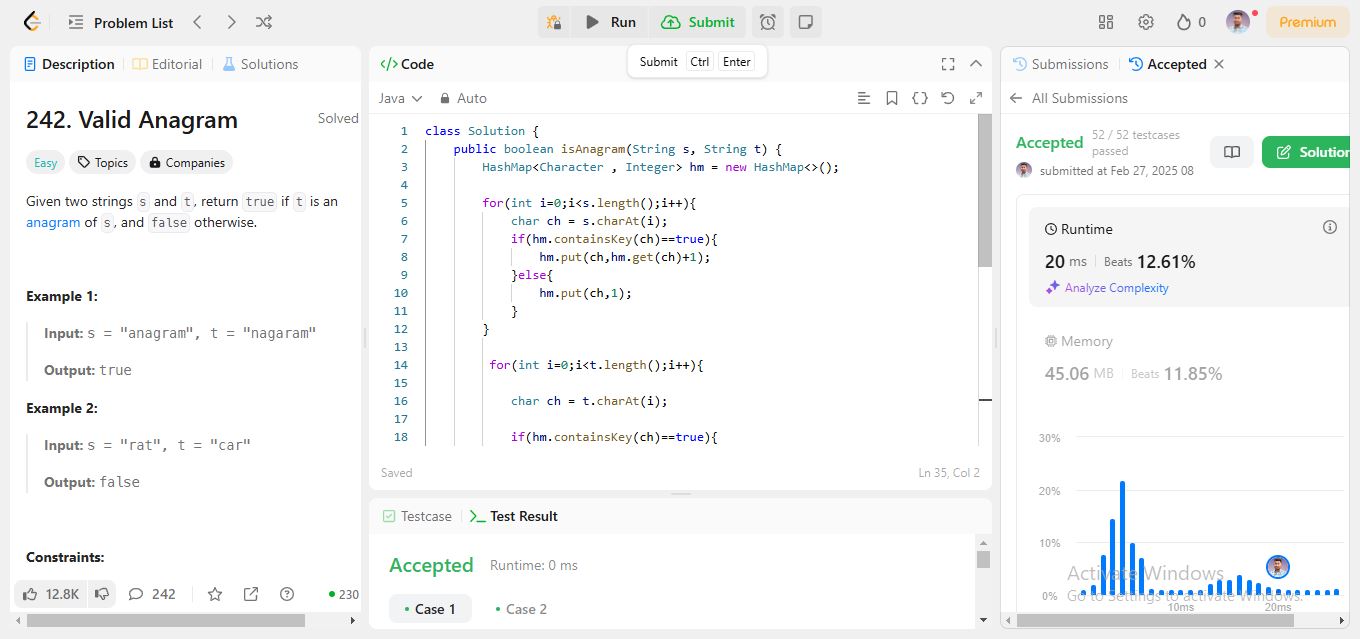 Problem List
Run
Submit
0
Premium
Submit Ctrl Enter
Description
Editorial
Solutions
242. Valid Anagram
Solved
Easy
Topics
Companies
Given two strings s and t, return true if t is an
anagram of s, and false otherwise.
Example 1:
Input: s = "anagram", t = "nagaram"
Output: true
Example 2:
Input: s = "rat", t = "car"
Output: false
Constraints:
12.8K
242
230
</>Code
Java
Auto
1 class Solution {
2 public boolean isAnagram(String s, String t) {
3 HashMap<Character , Integer> hm = new HashMap<>();
4
5 for(int i=0;i<s.length();i++){
6 char ch = s.charAt(i);
7 if(hm.containsKey(ch)==true){
8 hm.put(ch,hm.get(ch)+1);
9 }else{
10 hm.put(ch,1);
11 }
12 }
13
14 for(int i=0;i<t.length();i++){
15
16 char ch = t.charAt(i);
17
18 if(hm.containsKey(ch)==true){
Saved
Ln 35, Col 2
Testcase
>_ Test Result
Accepted Runtime: 0 ms
• Case 1
• Case 2
Submissions
Accepted
All Submissions
Accepted
52 / 52 testcases
passed
submitted at Feb 27, 2025 08
Solution
Runtime
20 ms
Beats 12.61%
Analyze Complexity
Memory
45.06 MB
Beats 11.85%
30%
20%
10%
0%
10ms
20ms
Activate Windows
Go to Settings to activate Windows.